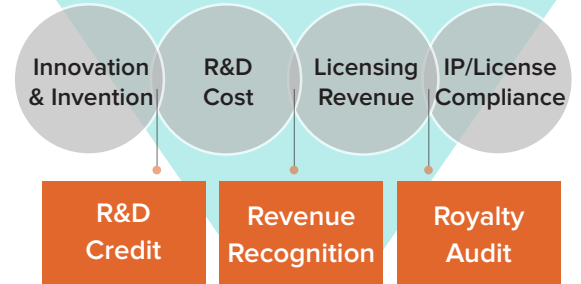 Innovation
& Invention
R&D
Cost
Licensing
Revenue
IP/License
Compliance
R&D
Credit
Revenue
Recognition
Royalty
Audit